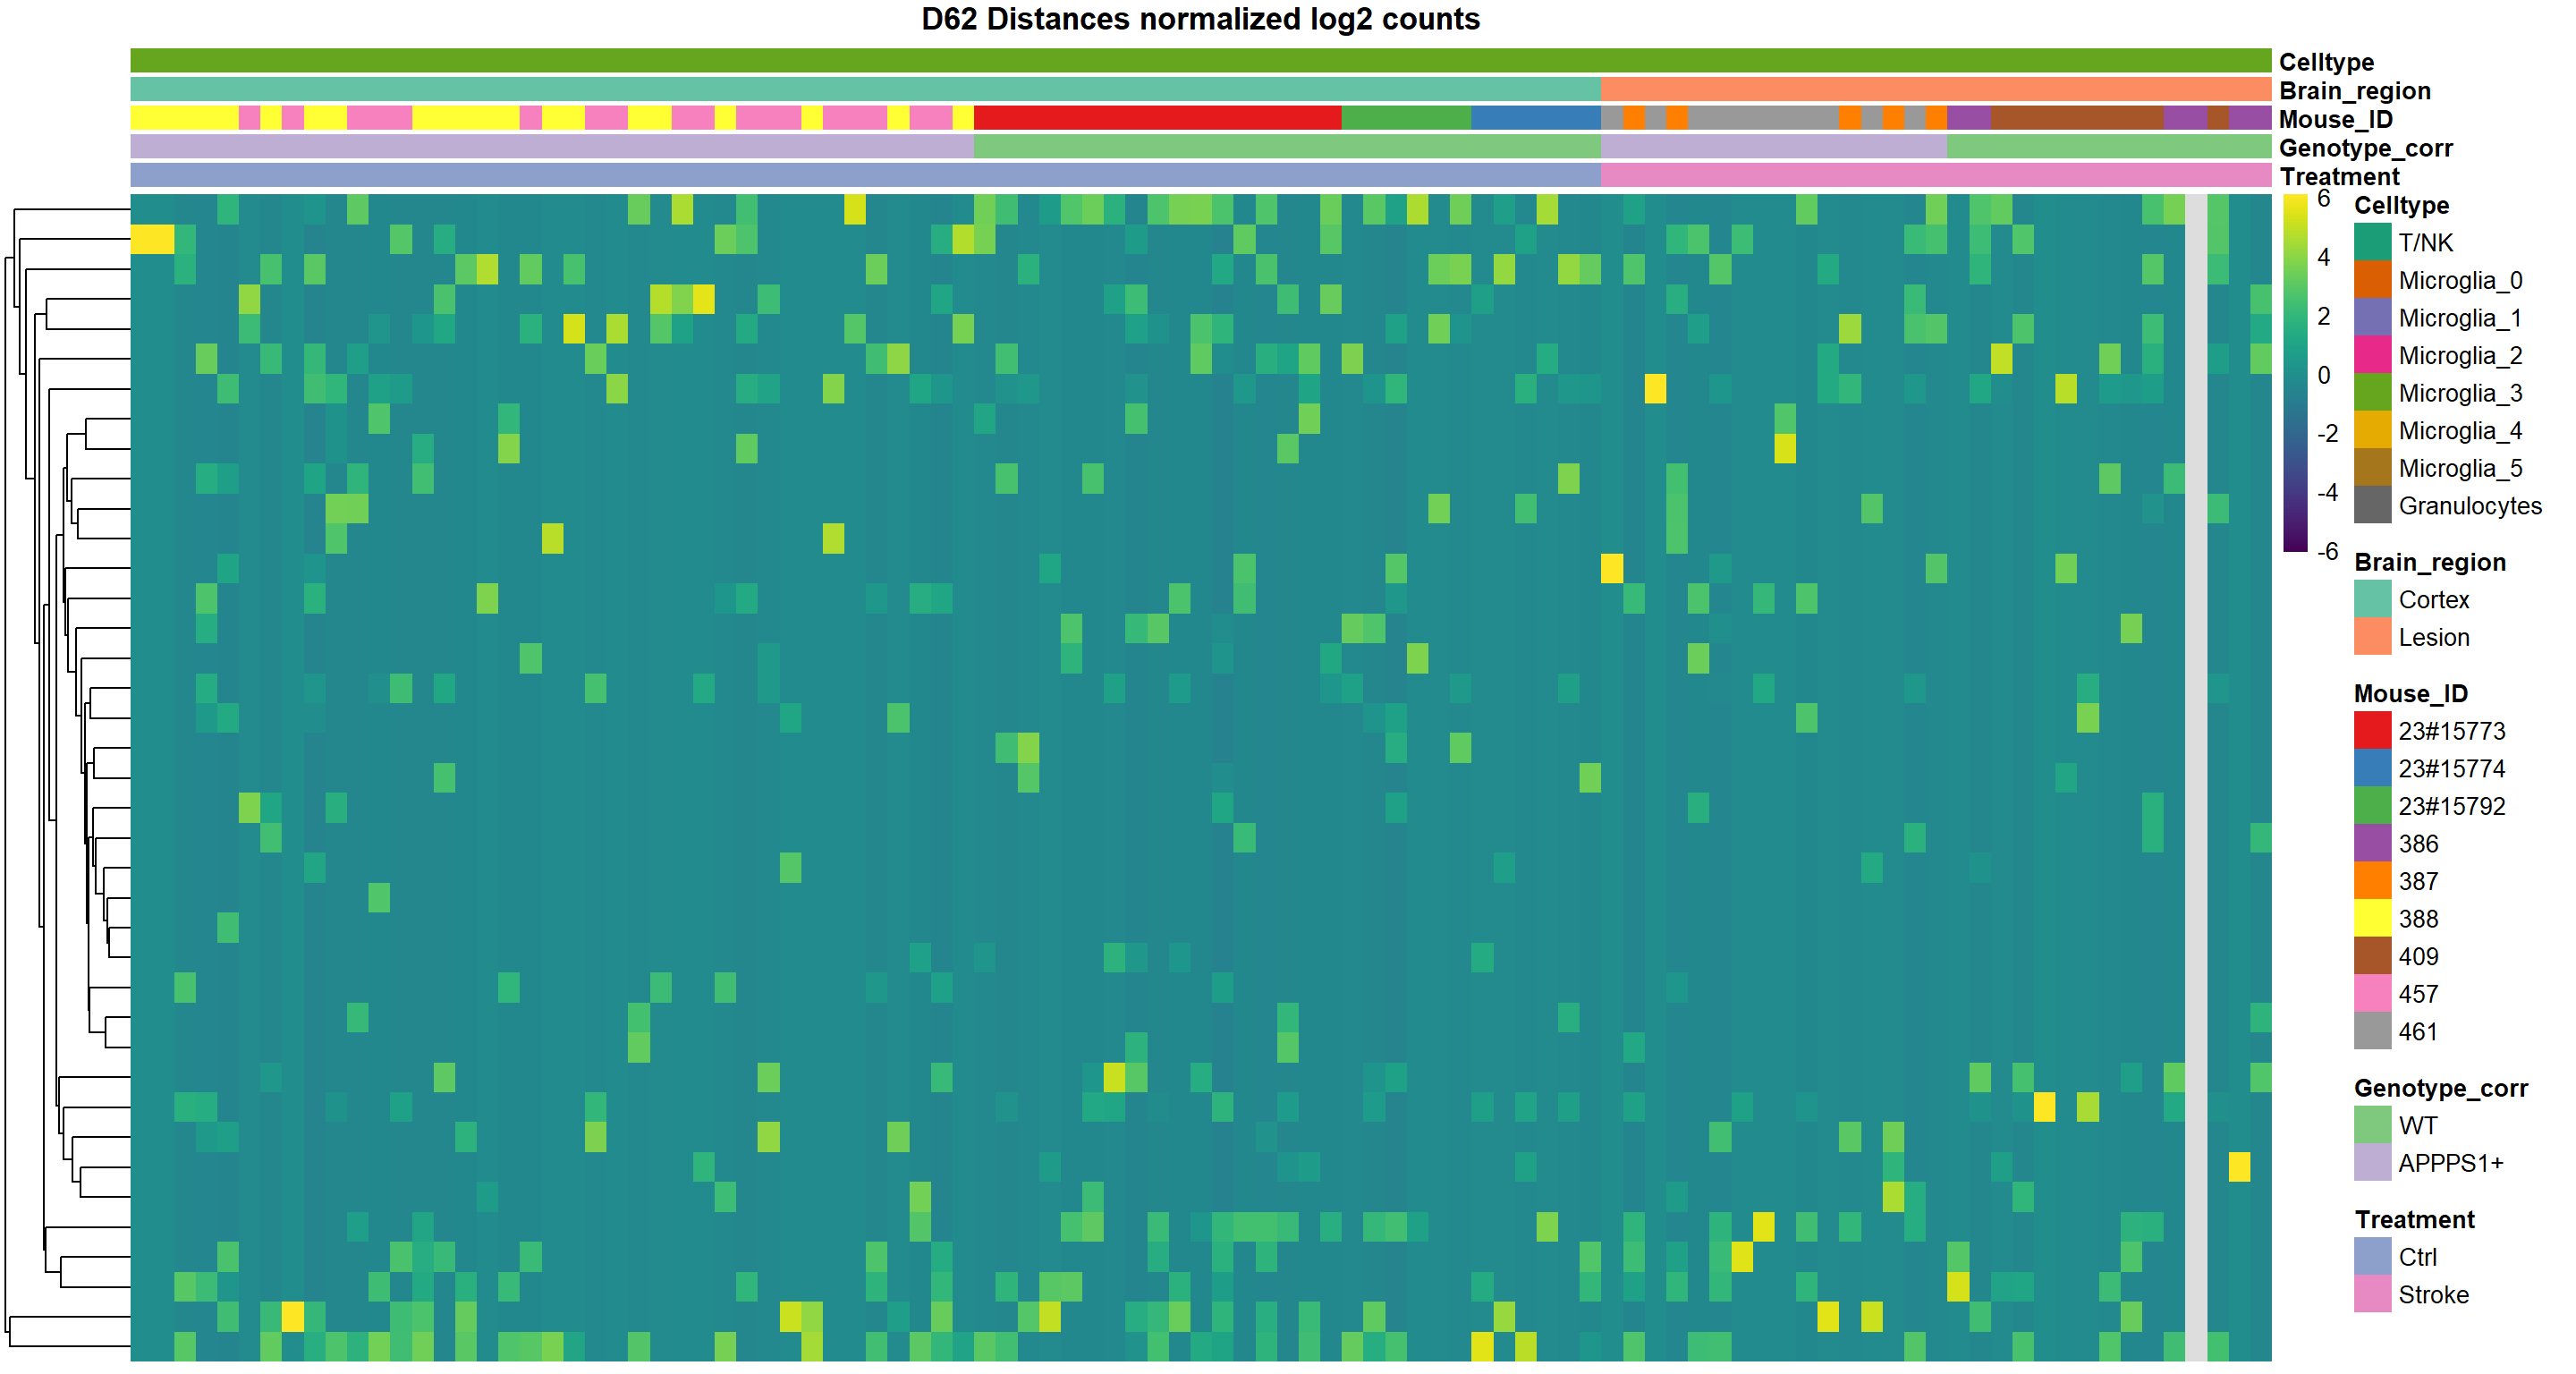 D62 Distances normalized log2 counts
Celltype
Brain_region
Mouse_ID
Genotype_corr
Treatment
6
4
2
0
-2
-4
-6
Celltype
T/NK
Microglia_0
Microglia_1
Microglia_2
Microglia_3
Microglia_4
Microglia_5
Granulocytes
Brain_region
Cortex
Lesion
Mouse_ID
23#15773
23#15774
23#15792
386
387
388
409
457
461
Genotype_corr
WT
APPPS1+
Treatment
Ctrl
Stroke